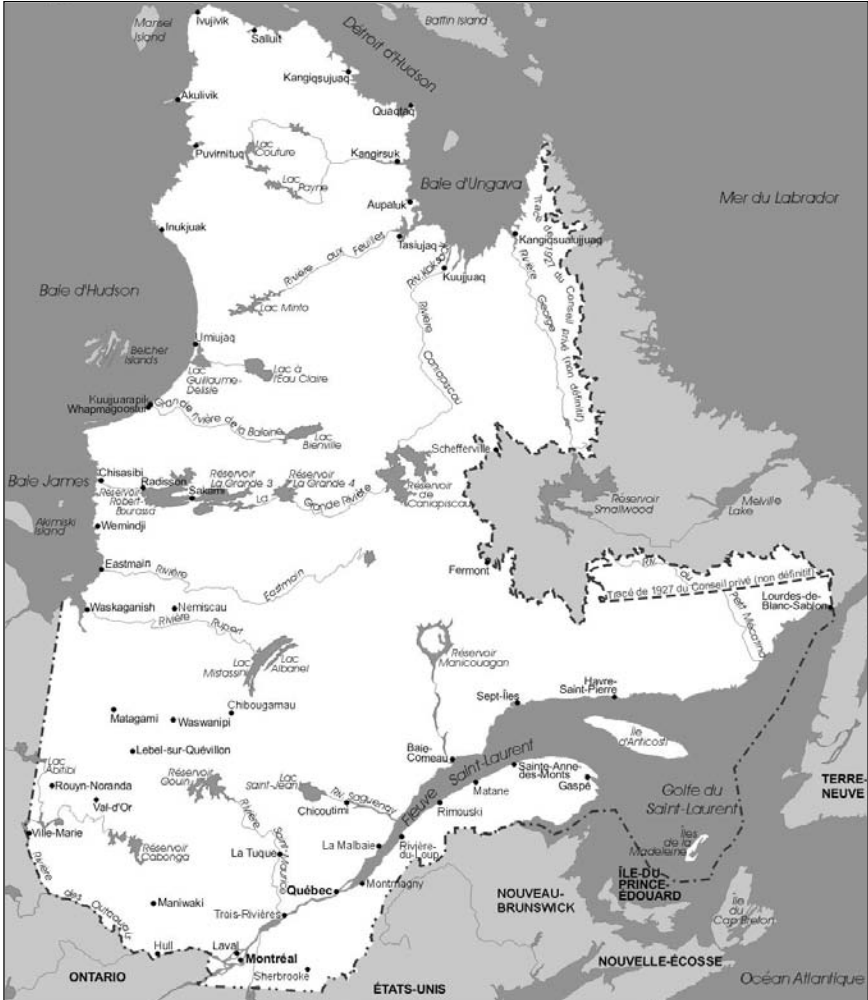 Ivujivik
Mansel
Island
Baffin Island
Salluit
Détroit d'Hudson
Kangiqsujuaq
Akulivik
Quaqtaq
Puvirnituq
Lac
Couture
Kangirsuk
Lac
Payne
Baie d'Ungava
Mer du Labrador
Aupaluk
Inukjuak
Tasiujaq
Kangiqsualujjuaq
Tracé de 1927 du Conseil privé (non définitif)
Rivière aux Feuilles
Riv. Koksoak
Kuujjuaq
Rivière George
Baie d'Hudson
Lac Minto
Rivière
Caniapiscau
Umiujaq
Belcher
Islands
Lac
Guillaume-
Delisle
Lac à
l'Eau Claire
Kuujjuarapik
Whapmagoostui
Grande rivière de la Baleine
Lac
Bienville
Schefferville
Baie James
Chisasibi
Radisson
Réservoir
La Grande 3
Réservoir
La Grande 4
Sakami
Réservoir
Robert-
Bourassa
La Grande Rivière
Réservoir
de
Caniapiscau
Réservoir
Smallwood
Melville
Lake
Akimiski
Island
Wemindji
Eastmain
Rivière Eastmain
Fermont
Riv. du Petit Mécatina
Tracé de 1927 du Conseil privé (non définitif)
Lourdes-de-
Blanc-Sablon
Waskaganish
Nemiscau
Rivière Rupert
Lac
Mistassini
Lac
Albanel
Réservoir
Manicouagan
Sept-Îles
Havre-
Saint-Pierre
Matagami
Waswanipi
Chibougamau
Lebel-sur-Quévillon
Baie-
Comeau
Île
d'Anticosti
Lac
Abitibi
Réservoir
Gouin
Lac
Saint-Jean
Riv. Saguenay
Fleuve Saint-Laurent
Sainte-Anne-
des-Monts
Gaspé
Matane
Rouyn-Noranda
Val-d'Or
Chicoutimi
Rimouski
Golfe du
Saint-Laurent
TERRE-
NEUVE
Ville-Marie
Réservoir
Cabonga
Rivière
Saint-Maurice
La Tuque
La Malbaie
Rivière-
du-Loup
Îles
de la
Madeleine
Rivière des Outaouais
Maniwaki
Québec
Montmagny
Trois-Rivières
NOUVEAU-
BRUNSWICK
ÎLE-DU-
PRINCE-
ÉDOUARD
Île
du
Cap Breton
Hull
Laval
Montréal
Sherbrooke
ONTARIO
ÉTATS-UNIS
NOUVELLE-ÉCOSSE
Océan Atlantique